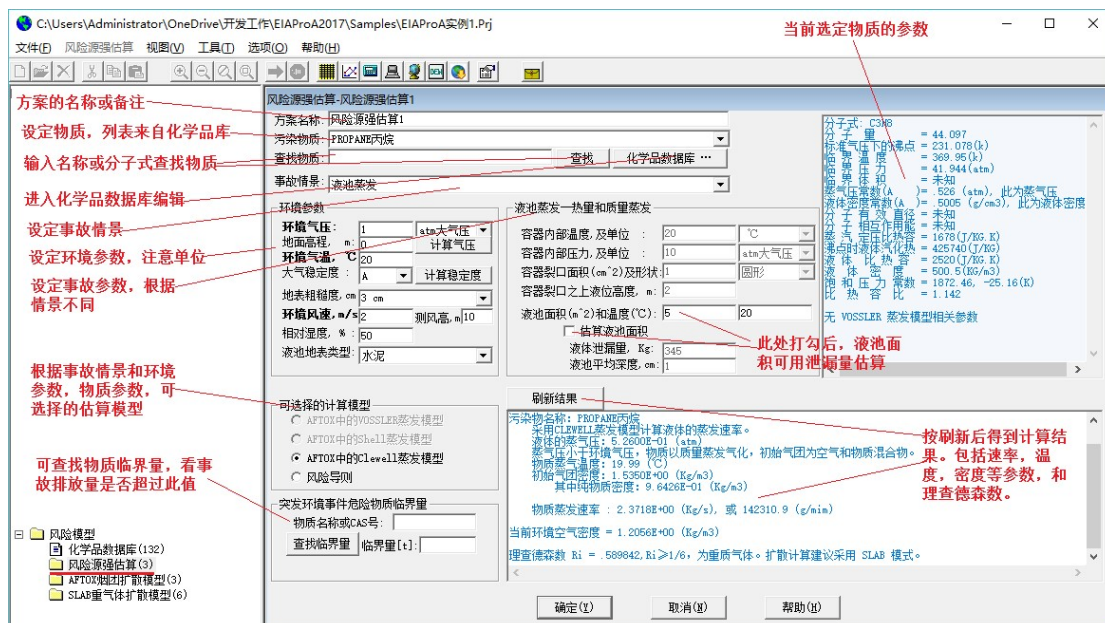 C:\Users\Administrator\OneDrive\开发工作\EIAProA2017\Samples\EIAProA实例1.Prj
文件(F) 风险源强估算 视图(V) 工具(T) 选项(O) 帮助(H)
当前选定物质的参数
方案的名称或备注
设定物质，列表来自化学品库
输入名称或分子式查找物质
进入化学品数据库编辑
设定事故情景
设定环境参数，注意单位
设定事故参数，根据
情景不同
根据事故情景和环境
参数，物质参数，可
选择的估算模型
可查找物质临界量，看事
故排放量是否超过此值
风险模型
化学品数据库(132)
风险源强估算(3)
AFTOX烟团扩散模型(3)
SLAB重气体扩散模型(6)
风险源强估算-风险源强估算1
方案名称: 风险源强估算1
污染物质: PROPANE丙烷
查找物质: 查找 化学品数据库 …
事故情景: 液池蒸发
环境参数
环境气压: 1 atm大气压
地面高程, m: 0 计算气压
环境气温, ℃ 20
大气稳定度 : A 计算稳定度
地表粗糙度, cm 3 cm
环境风速, m/s 2 测风高, m 10
相对湿度, % : 50
液池地表类型: 水泥
液池蒸发—热量和质量蒸发
容器内部温度,及单位 : 20 ℃
容器内部压力,及单位 : 10 atm大气压
容器裂口面积(cm^2)及形状: 1 圆形
容器裂口之上液位高度, m: 2
液池面积(m^2)和温度(℃): 5 20
估算液池面积
液体泄漏量, Kg: 345
液池平均深度, cm: 1
此处打勾后，液池面
积可用泄漏量估算
分子式: C3H8
分 子 量 = 44.097
标准气压下的沸点 = 231.078(k)
临 界 温 度 = 369.95(k)
临 界 压 力 = 41.944(atm)
临 界 体 积 = 未知
蒸气压常数(A )= .526 (atm), 此为蒸气压
液体密度常数(A )= .5005 (g/cm3), 此为液体密度
分 子 有 效 直 径 = 未知
分 子 相 互 作 用 能 = 未知
蒸 汽 定 压 比 热 容 = 1678(J/KG.K)
沸点时液体汽化热 = 425740(J/KG)
液 体 比 热 容 = 2520(J/KG.K)
液 体 密 度 = 500.5(KG/m3)
饱 和 压 力 常 数 = 1872.46, -25.16(K)
比 热 容 比 = 1.142
无 VOSSLER 蒸发模型相关参数
可选择的计算模型
AFTOX中的VOSSLER蒸发模型
AFTOX中的Shell蒸发模型
AFTOX中的Clewell蒸发模型
风险导则
突发环境事件危险物质临界量
物质名称或CAS号:
查找临界量 临界量[t]:
刷新结果
污染物名称: PROPANE丙烷
采用CLEWELL蒸发模型计算液体的蒸发速率。
液体的蒸气压: 5.2600E-01 (atm)
蒸气压小于环境气压, 物质以质量蒸发气化, 初始气团为空气和物质混合物。
物质蒸气温度: 19.99 (℃)
初始气团密度: 1.5350E+00 (Kg/m3)
其中纯物质密度: 9.6426E-01 (Kg/m3)
物质蒸发速率 : 2.3718E+00 (Kg/s), 或 142310.9 (g/mim)
当前环境空气密度 = 1.2056E+00 (Kg/m3)
理查德森数 Ri = .589842,Ri≥1/6, 为重质气体。扩散计算建议采用 SLAB 模式。
按刷新后得到计算结
果。包括速率，温
度，密度等参数，和
理查德森数。
确定(Y) 取消(N) 帮助(H)